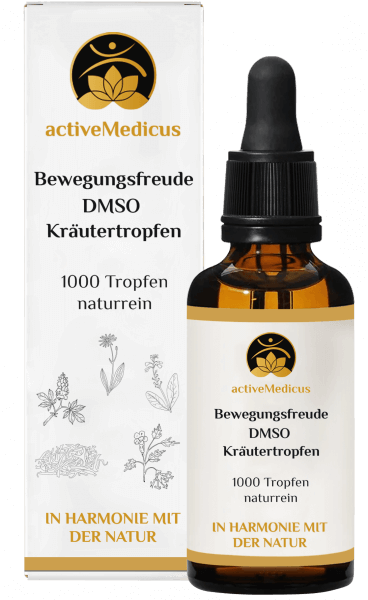 activeMedicus
Bewegungsfreude
DMSO
Kräutertropfen
1000 Tropfen
naturrein
IN HARMONIE MIT
DER NATUR
activeMedicus
Bewegungsfreude
DMSO
Kräutertropfen
1000 Tropfen
naturrein
IN HARMONIE MIT
DER NATUR